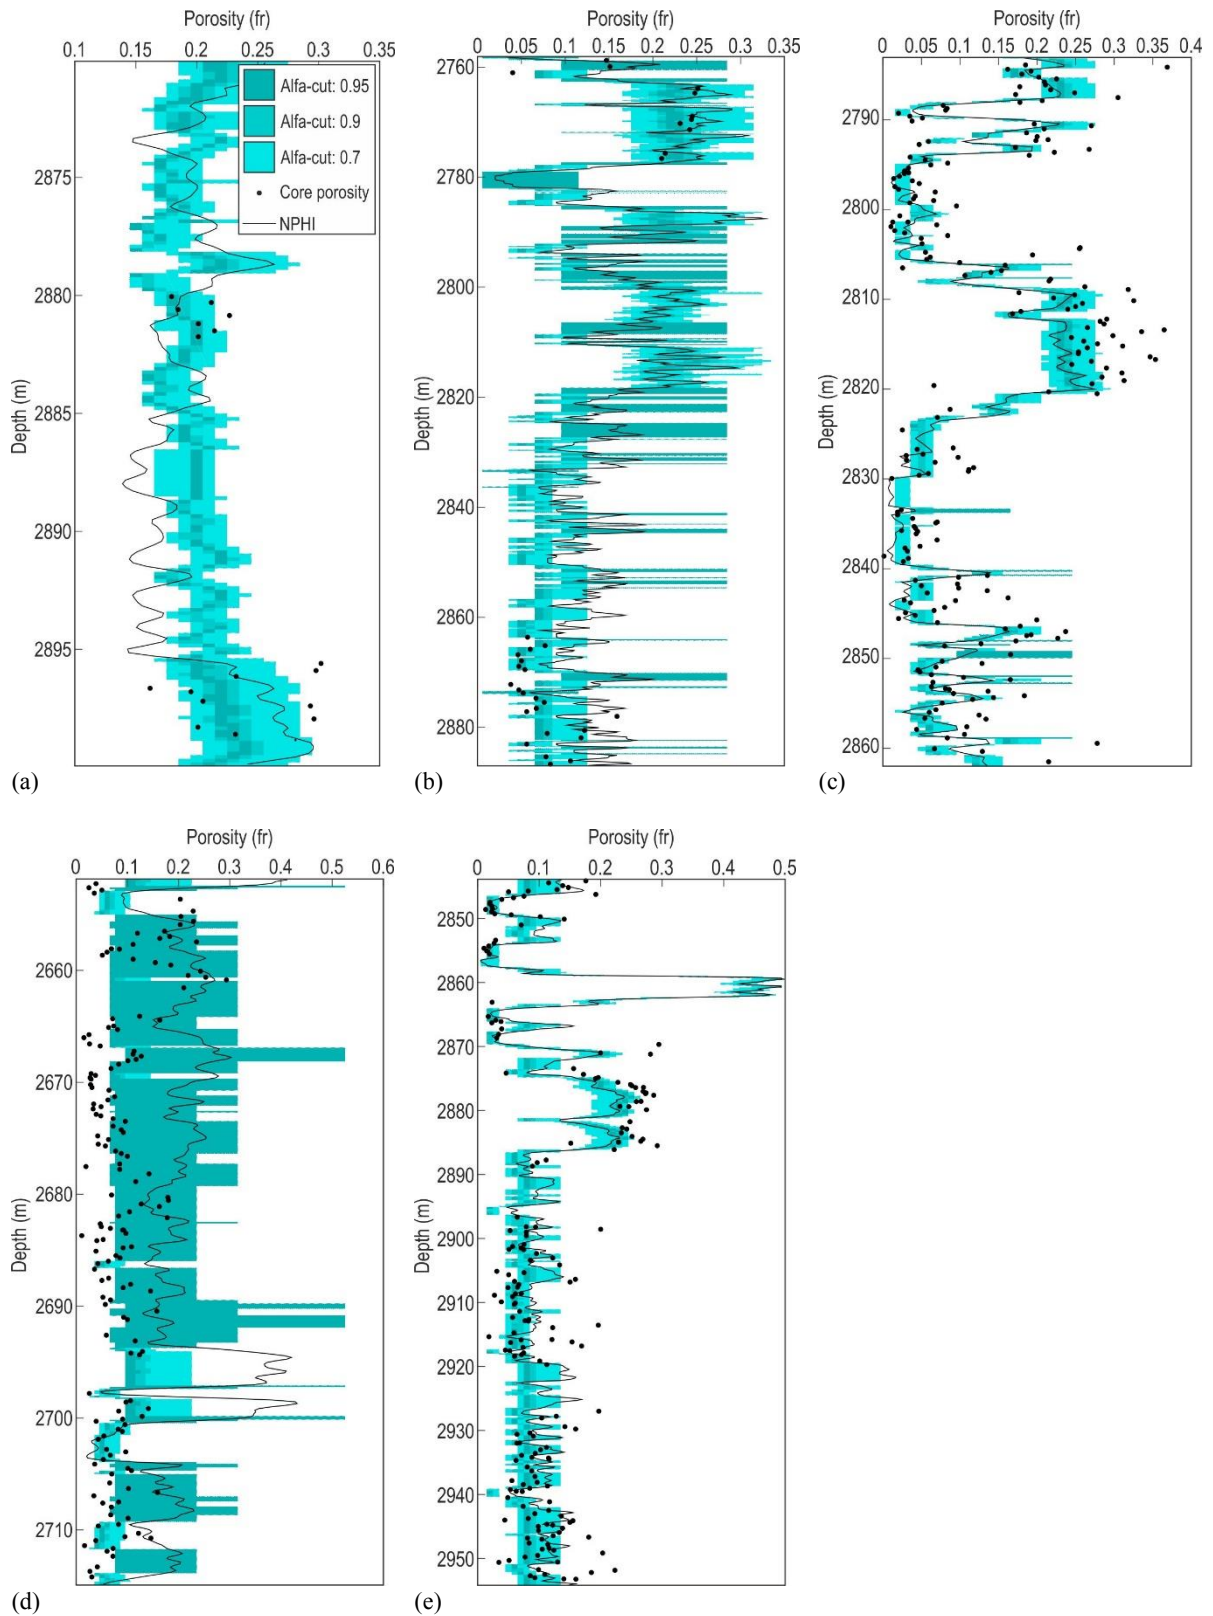 Porosity (fr)
0.1 0.15 0.2 0.25 0.3 0.35
Alfa-cut: 0.95
Alfa-cut: 0.9
Alfa-cut: 0.7
Core porosity
NPHI
Depth (m)
2875
2880
2885
2890
2895
(a)
Porosity (fr)
0 0.05 0.1 0.15 0.2 0.25 0.3 0.35
Depth (m)
2760
2780
2800
2820
2840
2860
2880
(b)
Porosity (fr)
0 0.05 0.1 0.15 0.2 0.25 0.3 0.35 0.4
Depth (m)
2790
2800
2810
2820
2830
2840
2850
2860
(c)
Porosity (fr)
0 0.1 0.2 0.3 0.4 0.5 0.6
Depth (m)
2660
2670
2680
2690
2700
2710
(d)
Porosity (fr)
0 0.1 0.2 0.3 0.4 0.5
Depth (m)
2850
2860
2870
2880
2890
2900
2910
2920
2930
2940
2950
(e)